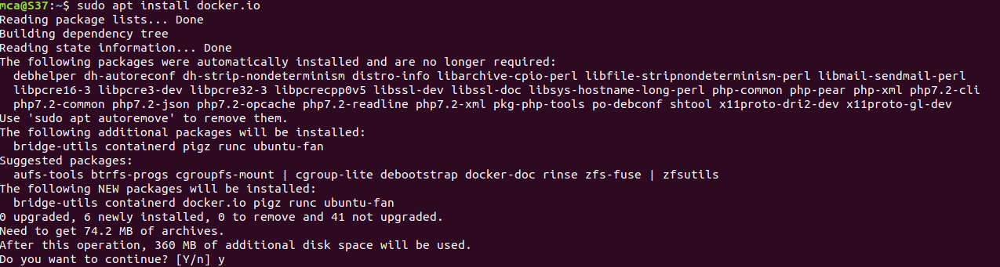 mca@S37:~$ sudo apt install docker.io
Reading package lists... Done
Building dependency tree
Reading state information... Done
The following packages were automatically installed and are no longer required:
  debhelper dh-autoreconf dh-strip-nondeterminism distro-info libarchive-cpio-perl libfile-stripnondeterminism-perl libmail-sendmail-perl
  libpcre16-3 libpcre3-dev libpcre32-3 libpcrecpp0v5 libssl-dev libssl-doc libsys-hostname-long-perl php-common php-pear php-xml php7.2-cli
  php7.2-common php7.2-json php7.2-opcache php7.2-readline php7.2-xml pkg-php-tools po-debconf shtool x11proto-dri2-dev x11proto-gl-dev
Use 'sudo apt autoremove' to remove them.
The following additional packages will be installed:
  bridge-utils containerd pigz runc ubuntu-fan
Suggested packages:
  aufs-tools btrfs-progs cgroupfs-mount | cgroup-lite debootstrap docker-doc rinse zfs-fuse | zfsutils
The following NEW packages will be installed:
  bridge-utils containerd docker.io pigz runc ubuntu-fan
0 upgraded, 6 newly installed, 0 to remove and 41 not upgraded.
Need to get 74.2 MB of archives.
After this operation, 360 MB of additional disk space will be used.
Do you want to continue? [Y/n] y